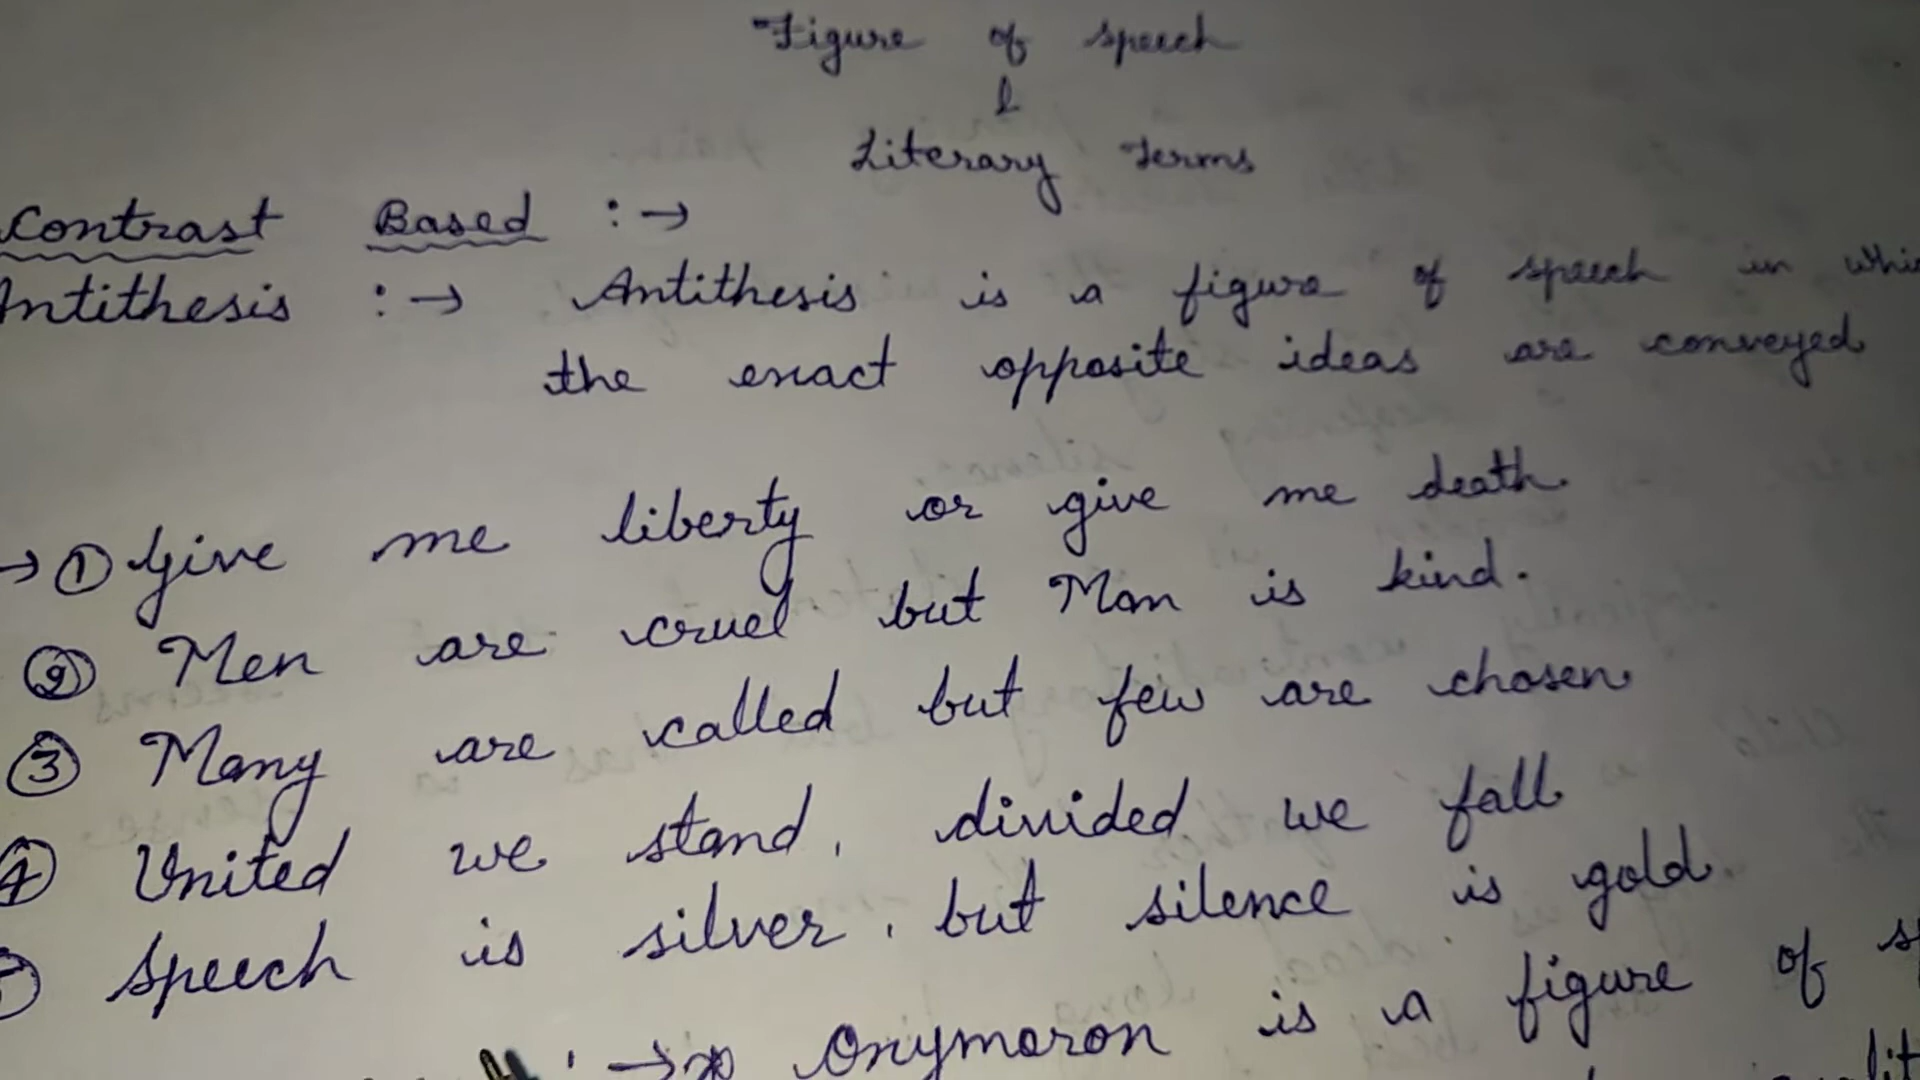 Figure of speech
&
Literary Terms
Contrast Based :→
Antithesis :→ Antithesis is a figure of speech in whi
the exact opposite ideas are conveyed
→ ① Give me liberty or give me death.
② Men are cruel but Man is kind.
③ Many are called but few are chosen
④ United we stand, divided we fall
Speech is silver, but silence is gold.
:→ Oxymoron is a figure of s